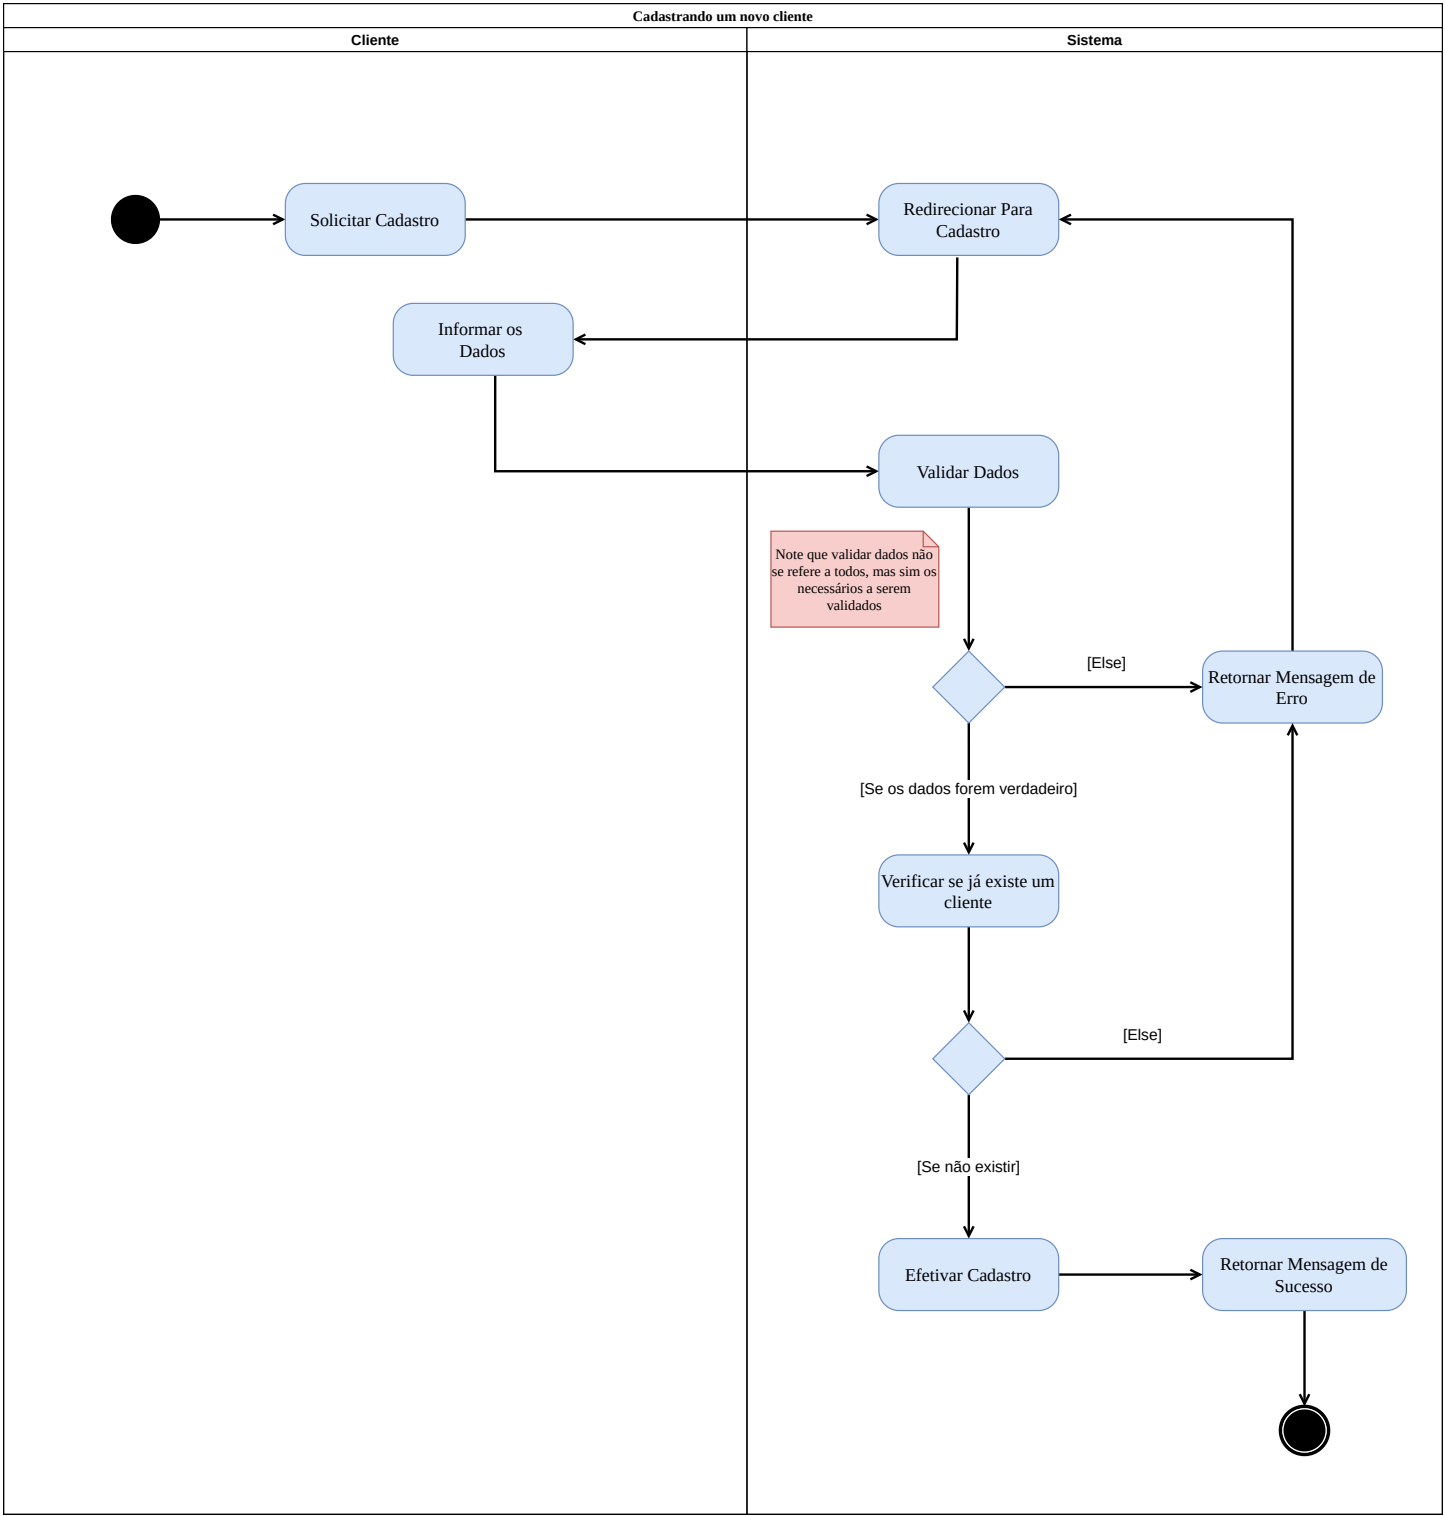 Cadastrando um novo cliente
Cliente
Sistema
Solicitar Cadastro
Redirecionar Para
Cadastro
Informar os
Dados
Validar Dados
Note que validar dados não
se refere a todos, mas sim os
necessários a serem
validados
[Else]
Retornar Mensagem de
Erro
[Se os dados forem verdadeiro]
Verificar se já existe um
cliente
[Else]
[Se não existir]
Efetivar Cadastro
Retornar Mensagem de
Sucesso